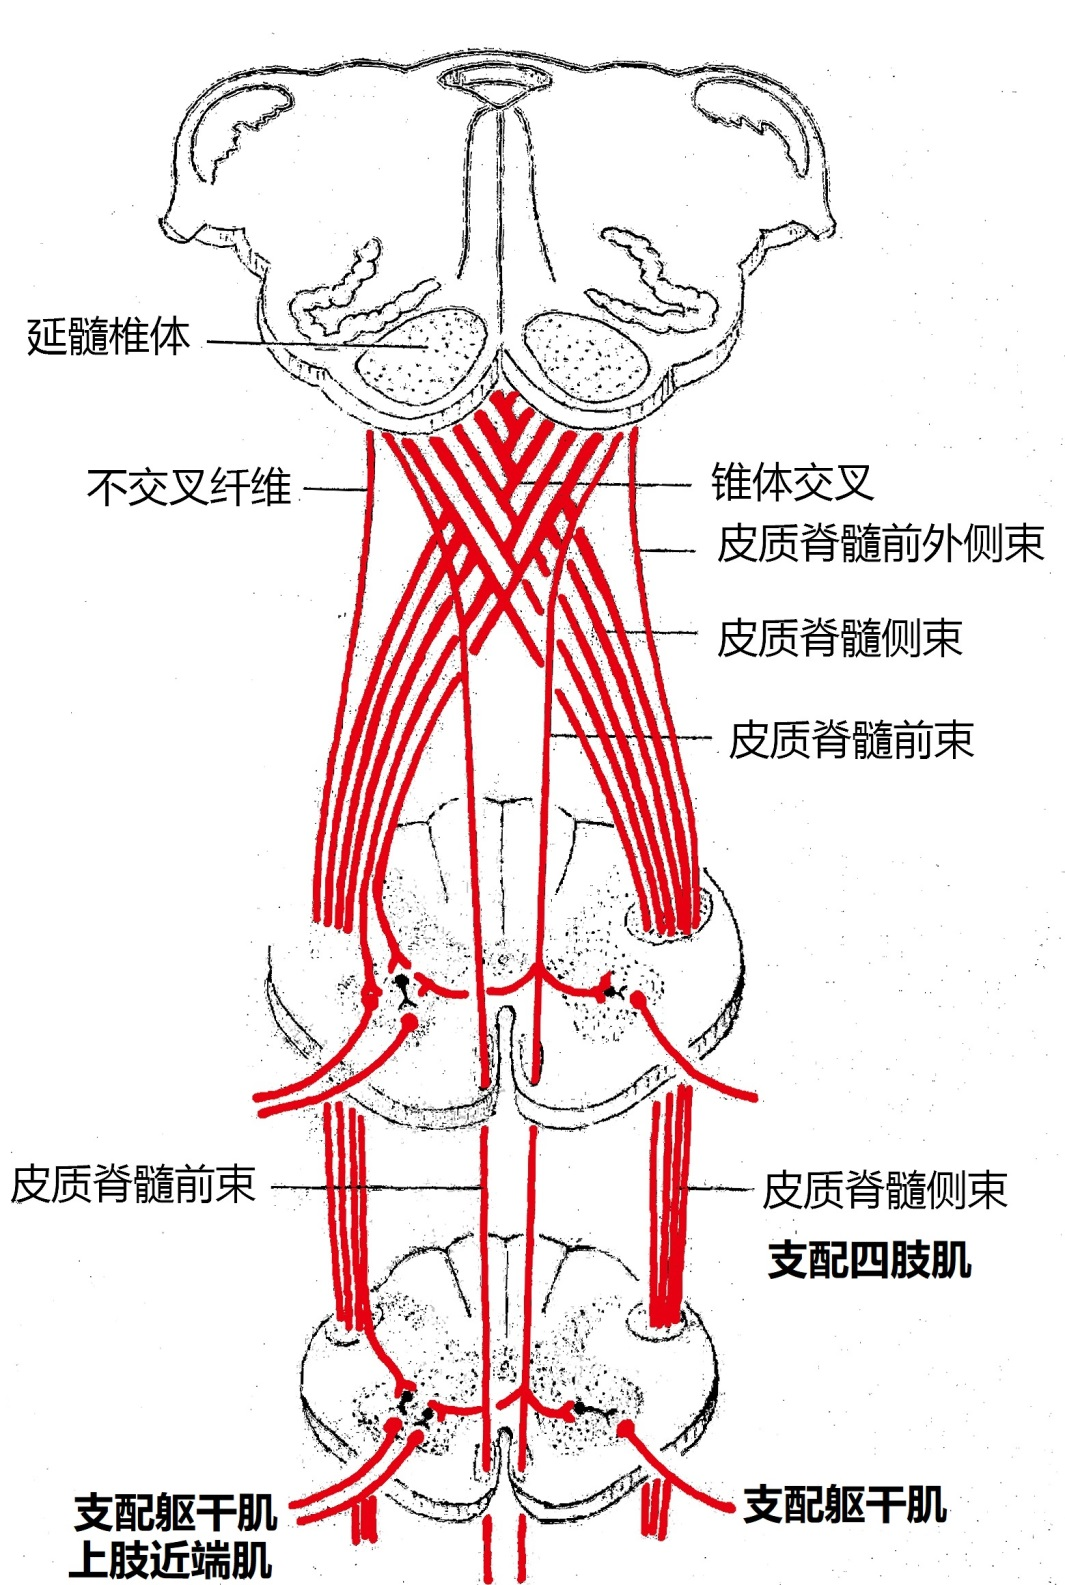 延髓椎体
不交叉纤维
锥体交叉
皮质脊髓前外侧束
皮质脊髓侧束
皮质脊髓前束
皮质脊髓前束
皮质脊髓侧束
支配四肢肌
支配躯干肌
上肢近端肌
支配躯干肌